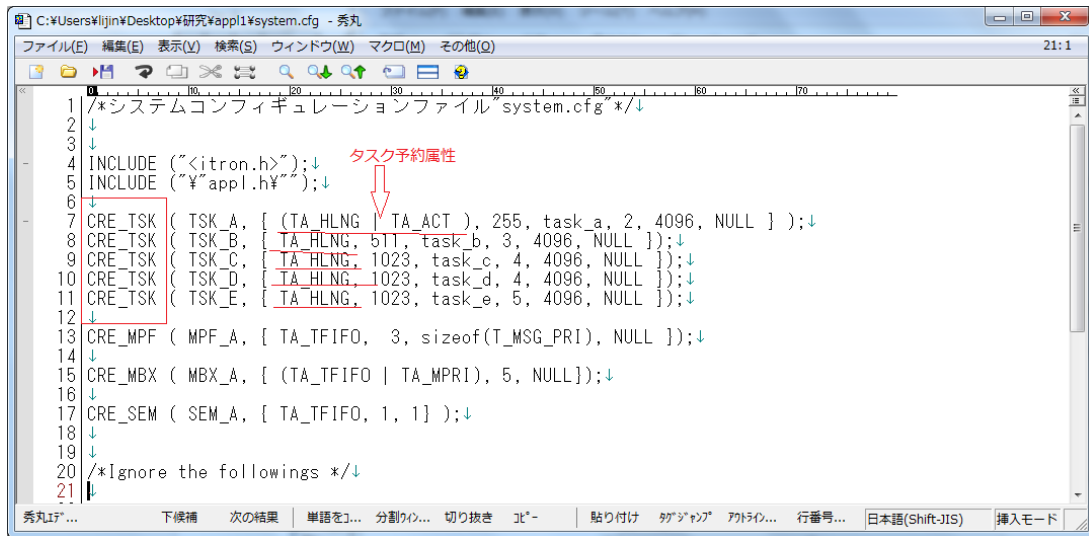 C:¥Users¥lijin¥Desktop¥研究¥appl1¥system.cfg - 秀丸
ファイル(F) 編集(E) 表示(V) 検索(S) ウィンドウ(W) マクロ(M) その他(O) 21:1
0 10 20 30 40 50 60 70
1 /*システムコンフィギュレーションファイル"system.cfg"*/↓
2 ↓
3 ↓
タスク予約属性
4 INCLUDE ("<itron.h>");↓
5 INCLUDE ("¥"appl.h¥"");↓
6 ↓
7 CRE_TSK ( TSK_A, { (TA_HLNG | TA_ACT ), 255, task_a, 2, 4096, NULL } );↓
8 CRE_TSK ( TSK_B, { TA_HLNG, 511, task_b, 3, 4096, NULL });↓
9 CRE_TSK ( TSK_C, { TA_HLNG, 1023, task_c, 4, 4096, NULL });↓
10 CRE_TSK ( TSK_D, { TA_HLNG, 1023, task_d, 4, 4096, NULL });↓
11 CRE_TSK ( TSK_E, { TA_HLNG, 1023, task_e, 5, 4096, NULL });↓
12 ↓
13 CRE_MPF ( MPF_A, { TA_TFIFO,  3, sizeof(T_MSG_PRI), NULL });↓
14 ↓
15 CRE_MBX ( MBX_A, { (TA_TFIFO | TA_MPRI), 5, NULL});↓
16 ↓
17 CRE_SEM ( SEM_A, { TA_TFIFO, 1, 1} );↓
18 ↓
19 ↓
20 /*Ignore the followings */↓
21 ↓
秀丸ｴﾃﾞ... 下候補 次の結果 単語をｺ... 分割ｳｨﾝ... 切り抜き ｺﾋﾟｰ 貼り付け ﾀｸﾞｼﾞｬﾝﾌﾟ ｱｳﾄﾗｲﾝ... 行番号... 日本語(Shift-JIS) 挿入モード